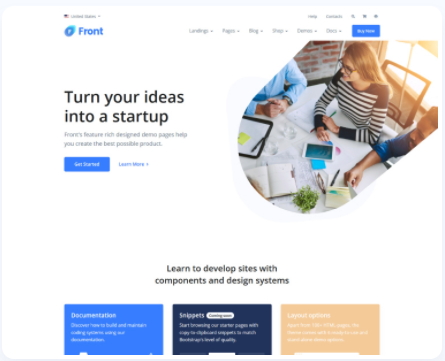 United States
Help Contacts
Front
Landings Pages Blog Shop Demos Docs Buy Now
Turn your ideas
into a startup
Front's feature rich designed demo pages help
you create the best possible product.
Get Started Learn More
Learn to develop sites with
components and design systems
Documentation
Discover how to build and maintain
coding systems using our
documentation.
Snippets Coming soon
Start browsing our starter pages with
copy-to-clipboard snippets to match
Bootstrap's level of quality.
Layout options